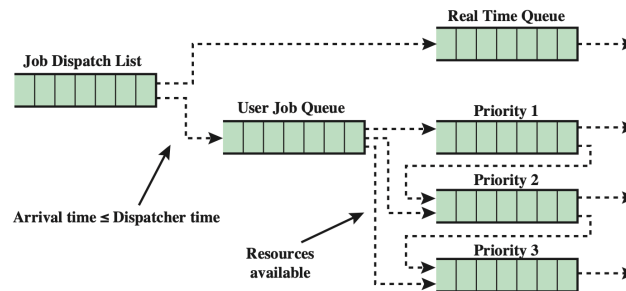 Real Time Queue
Job Dispatch List
User Job Queue
Priority 1
Priority 2
Arrival time ≤ Dispatcher time
Resources
available
Priority 3